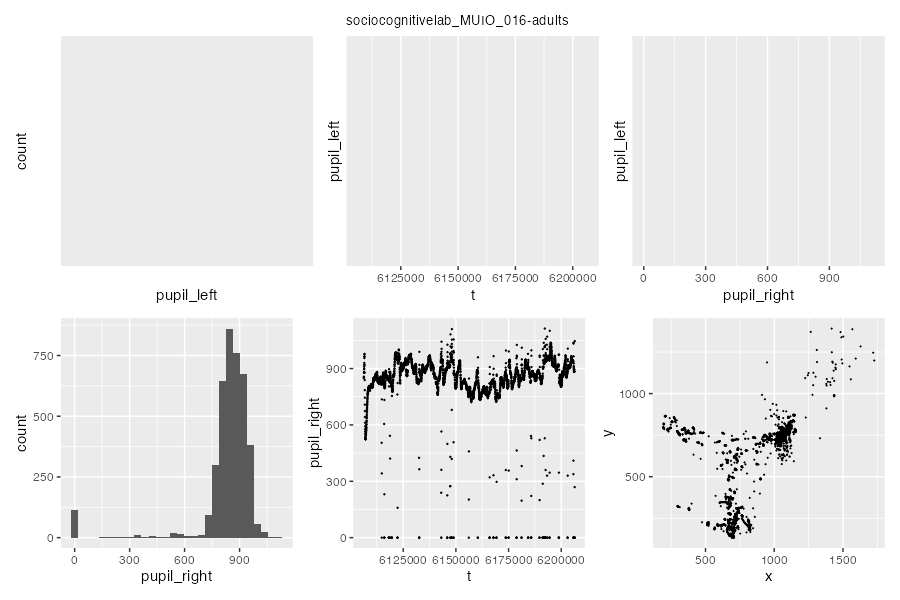 sociocognitivelab_MUIO_016-adults
count
pupil_left
pupil_left
6125000 6150000 6175000 6200000
t
pupil_left
0 300 600 900
pupil_right
count
750
500
250
0
0 300 600 900
pupil_right
pupil_right
900
600
300
0
6125000 6150000 6175000 6200000
t
y
1000
500
500 1000 1500
x